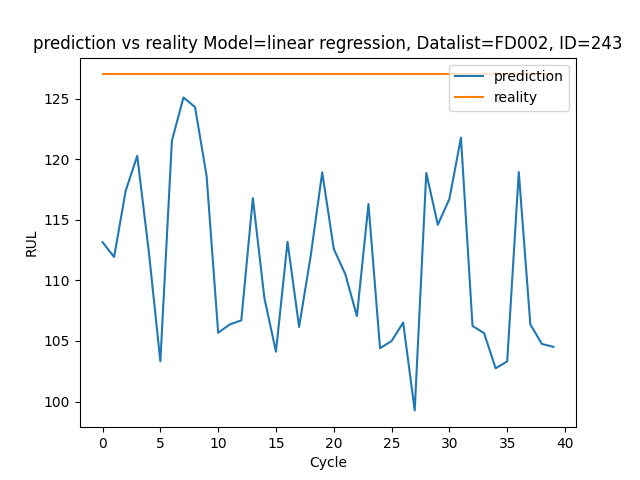 prediction vs reality Model=linear regression, Datalist=FD002, ID=243
prediction
reality
125
120
115
110
105
100
RUL
0 5 10 15 20 25 30 35 40
Cycle